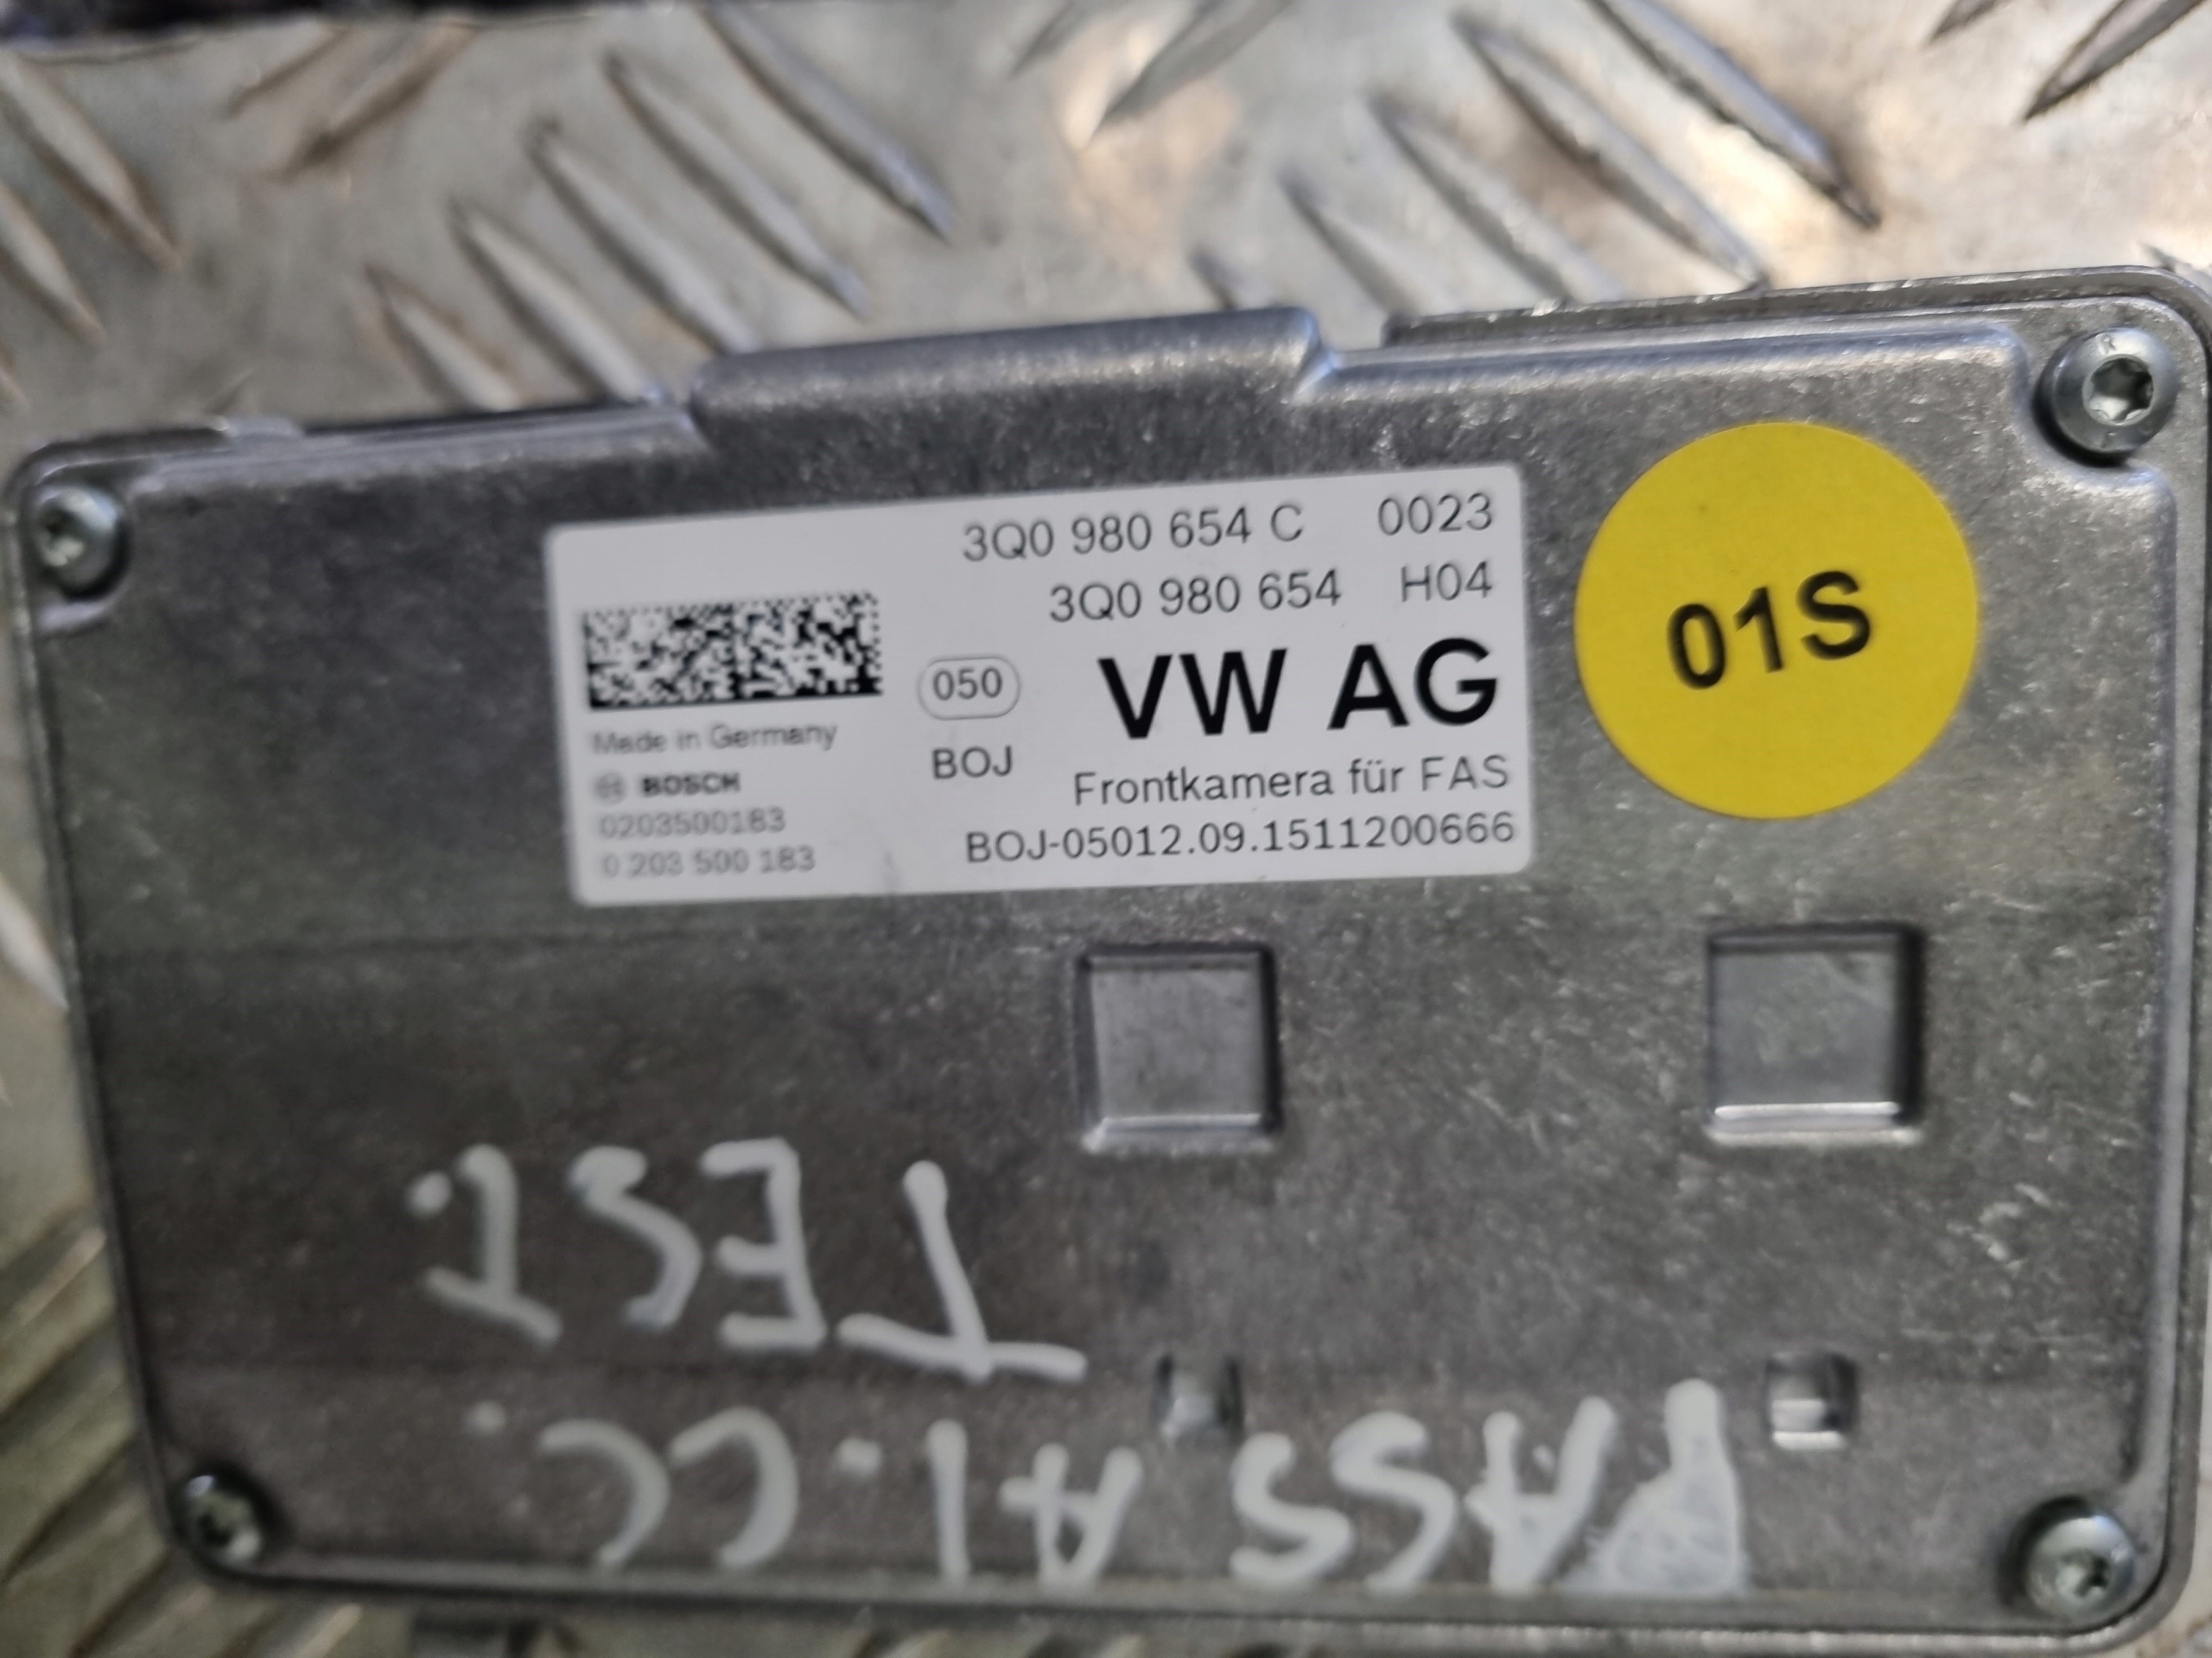 3Q0 980 654 C 0023
3Q0 980 654 H04
050
VW AG
Made in Germany
BOJ
BOSCH
Frontkamera für FAS
0203500183
BOJ-05012.09.1511200666
0 203 500 183
01S
PASS A1. CC.
TEST.